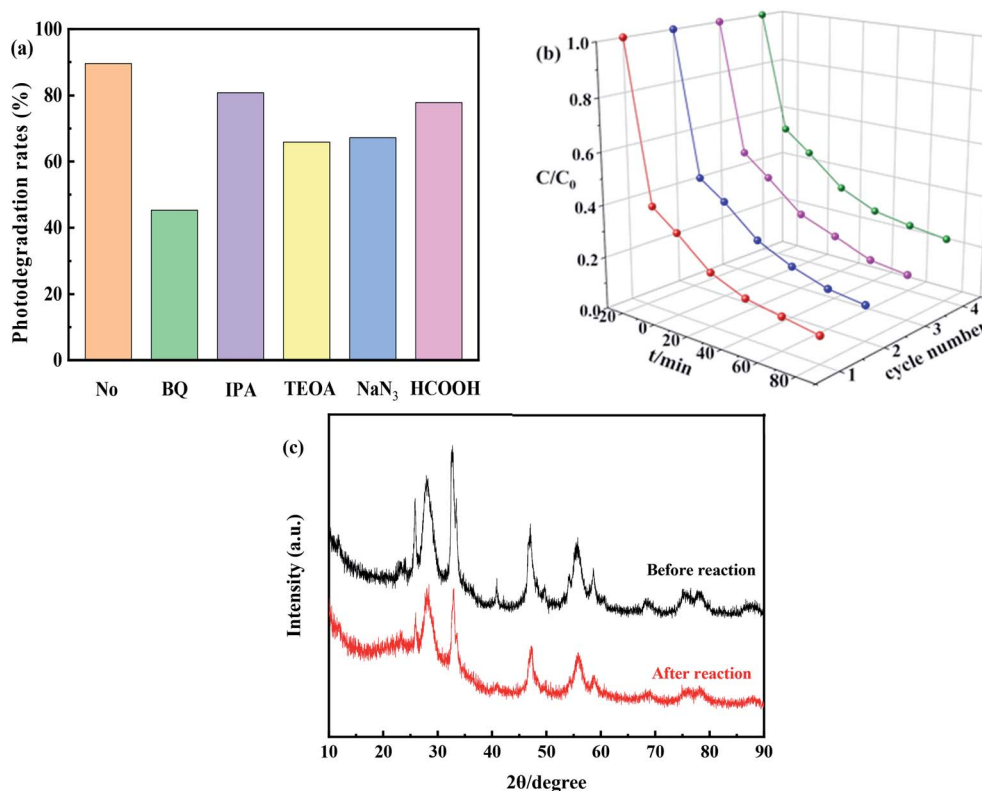 (a)
Photodegradation rates (%)
100
80
60
40
20
0
No BQ IPA TEOA NaN₃ HCOOH
(b)
C/C₀
1.0
0.8
0.6
0.4
0.2
0.0
-20 0 20 40 60 80
t/min
1 2 3 4
cycle number
(c)
Intensity (a.u.)
Before reaction
After reaction
10 20 30 40 50 60 70 80 90
2θ/degree